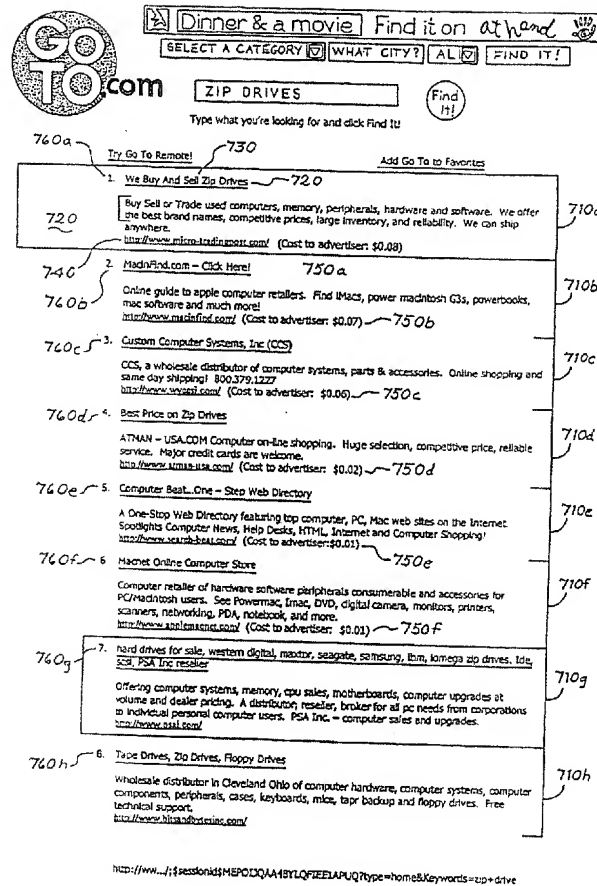 Dinner & a movie Find it on at hand
SELECT A CATEGORY WHAT CITY? AL FIND IT!
GO TO.com
ZIP DRIVES
Find It!
Type what you're looking for and click Find It!
760a 730
Try Go To Remote! Add Go To to Favorites
1. We Buy And Sell Zip Drives 720
710a
720
Buy Sell or Trade used computers, memory, peripherals, hardware and software. We offer
the best brand names, competitive prices, large inventory, and reliability. We can ship
anywhere.
http://www.micro-tradingpost.com/ (Cost to advertiser: $0.08)
740
2. MacInFind.com - Click Here! 750a
760b 710b
Online guide to apple computer retailers. Find iMacs, power macintosh G3s, powerbooks,
mac software and much more!
http://www.macinfind.com/ (Cost to advertiser: $0.07) 750b
760c 3. Custom Computer Systems, Inc (CCS)
710c
CCS, a wholesale distributor of computer systems, parts & accessories. Online shopping and
same day shipping! 800.379.1227
(Cost to advertiser: $0.06) 750c
760d 4. Best Price on Zip Drives
710d
ATMAN - USA.COM Computer on-line shopping. Huge selection, competitive price, reliable
service. Major credit cards are welcome.
http://www.atman-usa.com/ (Cost to advertiser: $0.02) 750d
760e 5. Computer Beat...One - Step Web Directory
710e
A One-Stop Web Directory featuring top computer, PC, Mac web sites on the Internet
Spotlights Computer News, Help Desks, HTML, Internet and Computer Shopping!
http://www.search-beat.com/ (Cost to advertiser:$0.01) 750e
760f 6 Macnet Online Computer Store
710f
Computer retailer of hardware software peripherals consumerable and accessories for
PC/Macintosh users. See Powermac, Imac, DVD, digital camera, monitors, printers,
scanners, networking, PDA, notebook, and more.
http://www.applemacnet.com/ (Cost to advertiser: $0.01) 750f
760g 7. hard drives for sale, western digital, maxtor, seagate, samsung, ibm, iomega zip drives. Ide,
scsi, PSA Inc reseller
710g
Offering computer systems, memory, cpu sales, motherboards, computer upgrades at
volume and dealer pricing. A distributor, reseller, broker for all pc needs from corporations
to individual personal computer users. PSA Inc. - computer sales and upgrades.
http://www.psai.com/
760h 8. Tape Drives, Zip Drives, Floppy Drives
710h
Wholesale distributor in Cleveland Ohio of computer hardware, computer systems, computer
components, peripherals, cases, keyboards, mice, tapr backup and floppy drives. Free
technical support.
http://www.bitsandbytesinc.com/